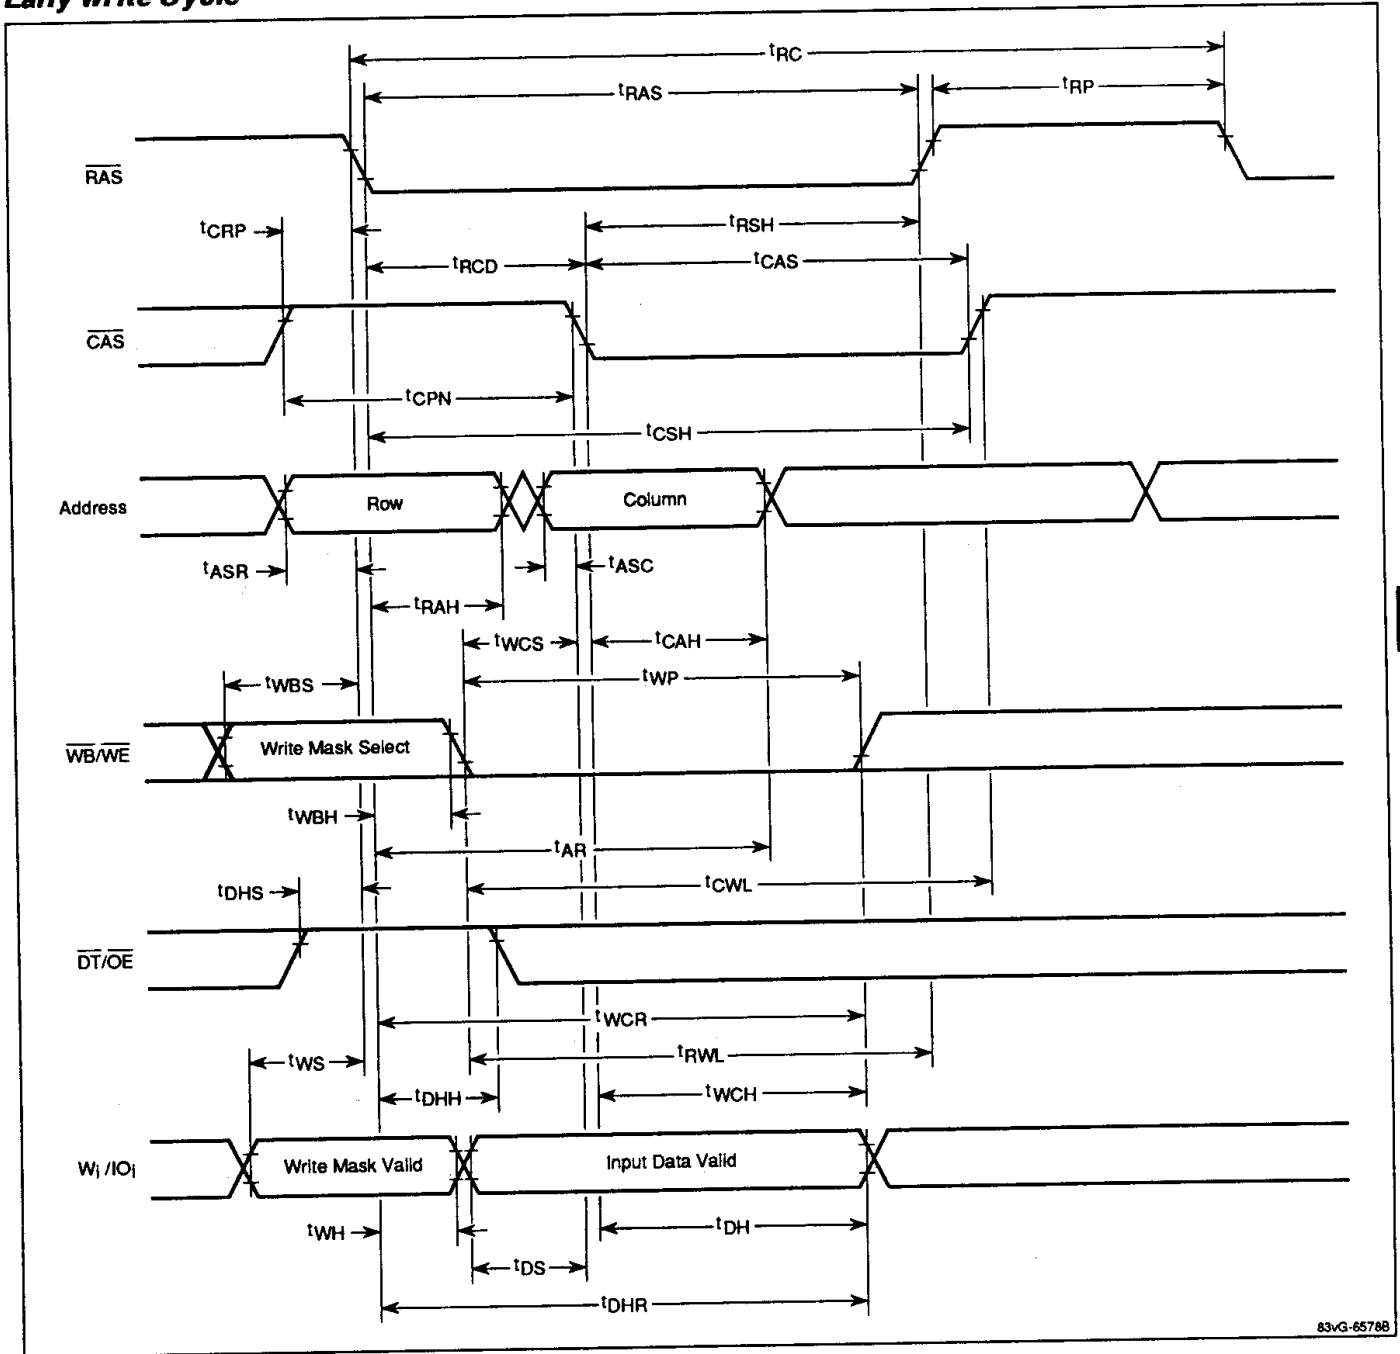 Early Write Cycle
tRC
tRAS
tRP
RAS
tCRP
tRSH
tRCD
tCAS
CAS
tCPN
tCSH
Address
Row
Column
tASR
tASC
tRAH
tWCS
tCAH
tWBS
tWP
WB/WE
Write Mask Select
tWBH
tAR
tDHS
tCWL
DT/OE
tWCR
tWS
tRWL
tDHH
tWCH
Wi /IOi
Write Mask Valid
Input Data Valid
tWH
tDH
tDS
tDHR
83vG-6578B